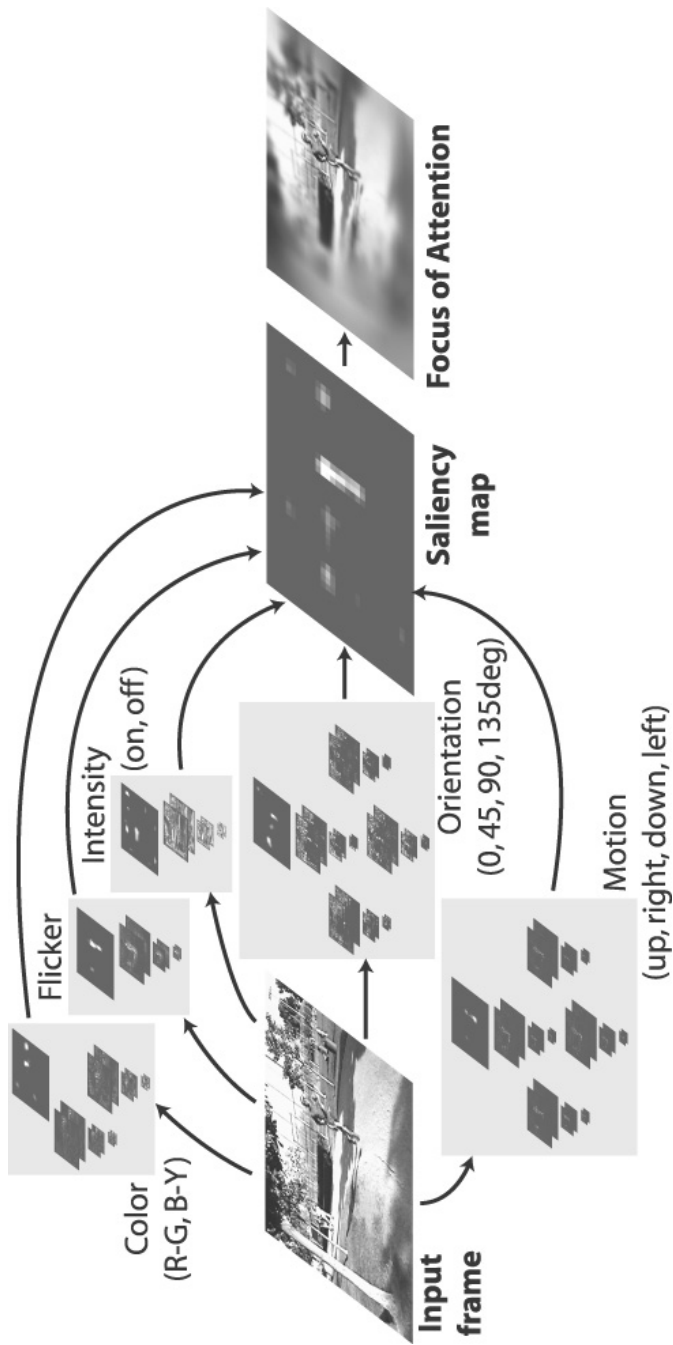 Color
(R-G, B-Y)
Flicker
Intensity
(on, off)
Input
frame
Orientation
(0, 45, 90, 135deg)
Motion
(up, right, down, left)
Saliency
map
Focus of Attention